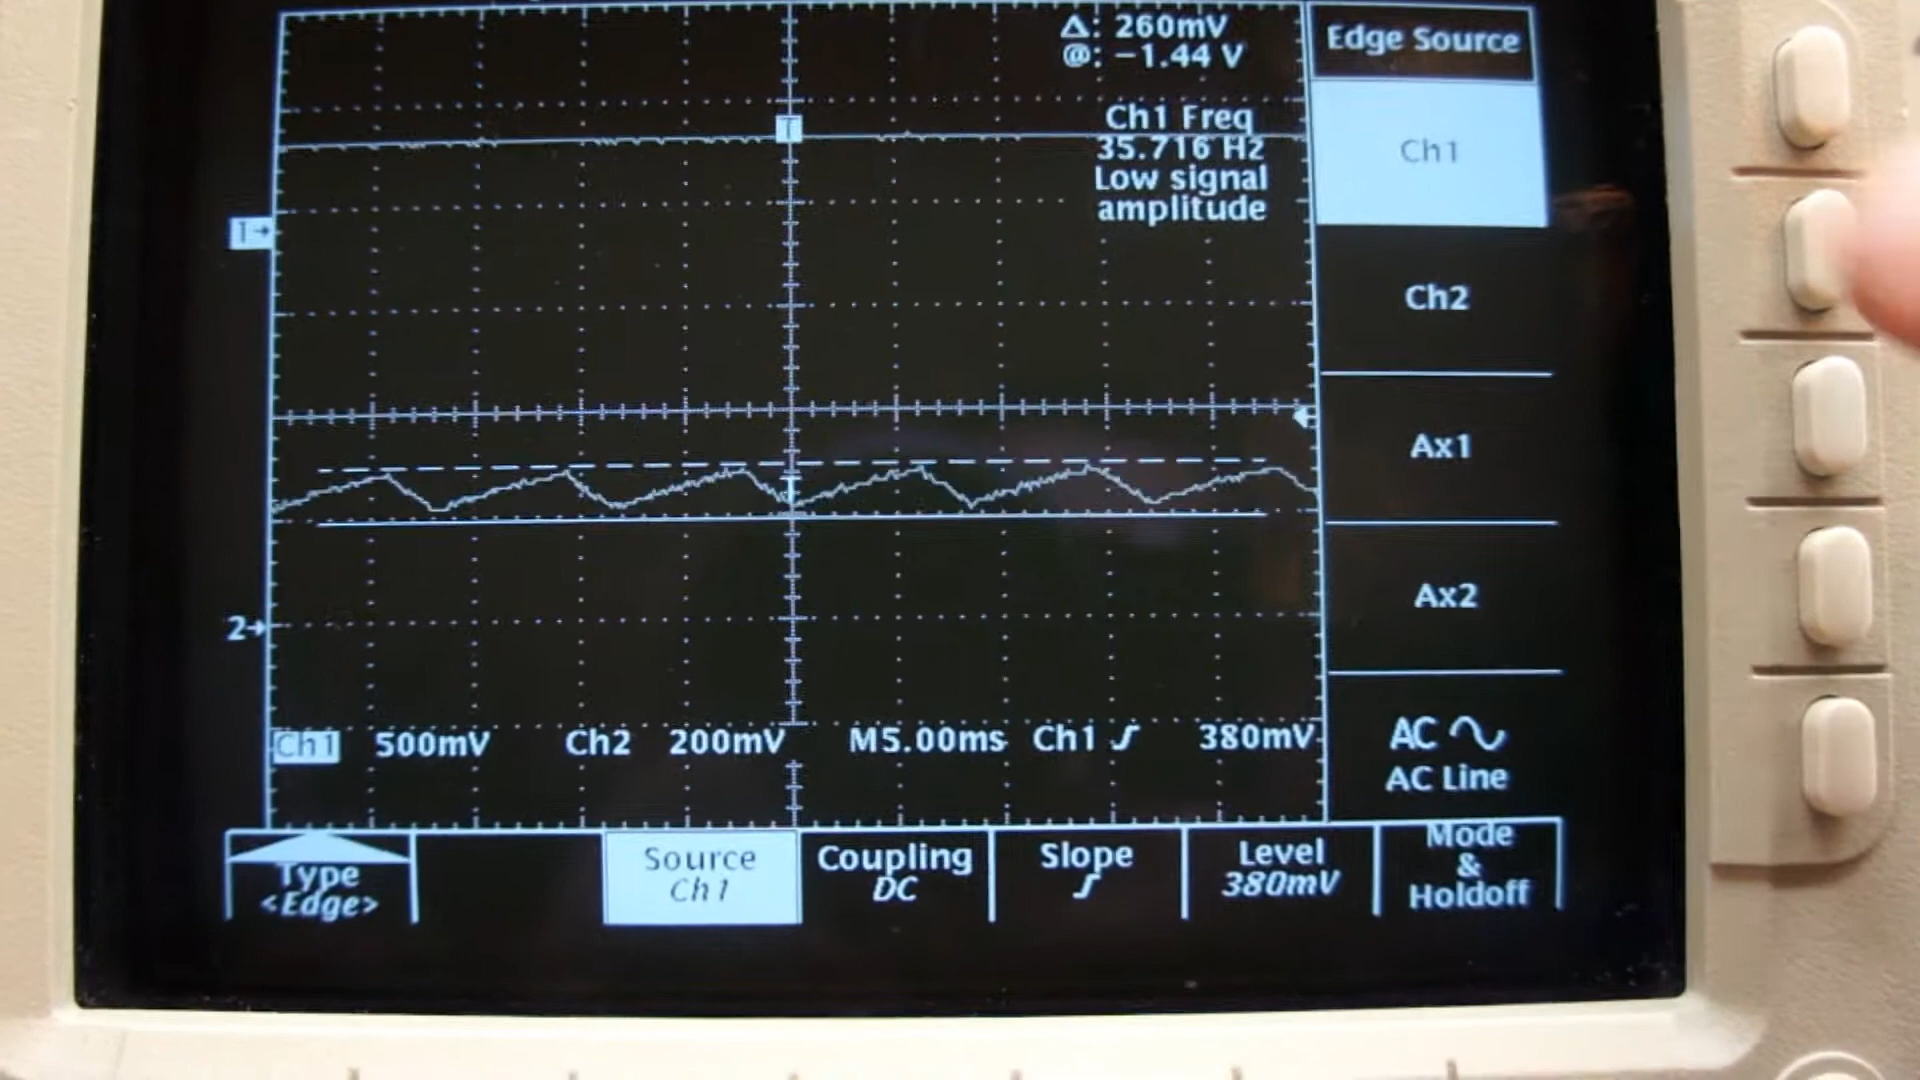 Δ: 260mV
@: −1.44 V
Edge Source
Ch1 Freq
35.716 Hz
Low signal
amplitude
T
Ch1
1→
Ch2
Ax1
Ax2
2→
Ch1 500mV Ch2 200mV M5.00ms Ch1 380mV
AC
AC Line
Type
<Edge>
Source
Ch1
Coupling
DC
Slope
Level
380mV
Mode
&
Holdoff